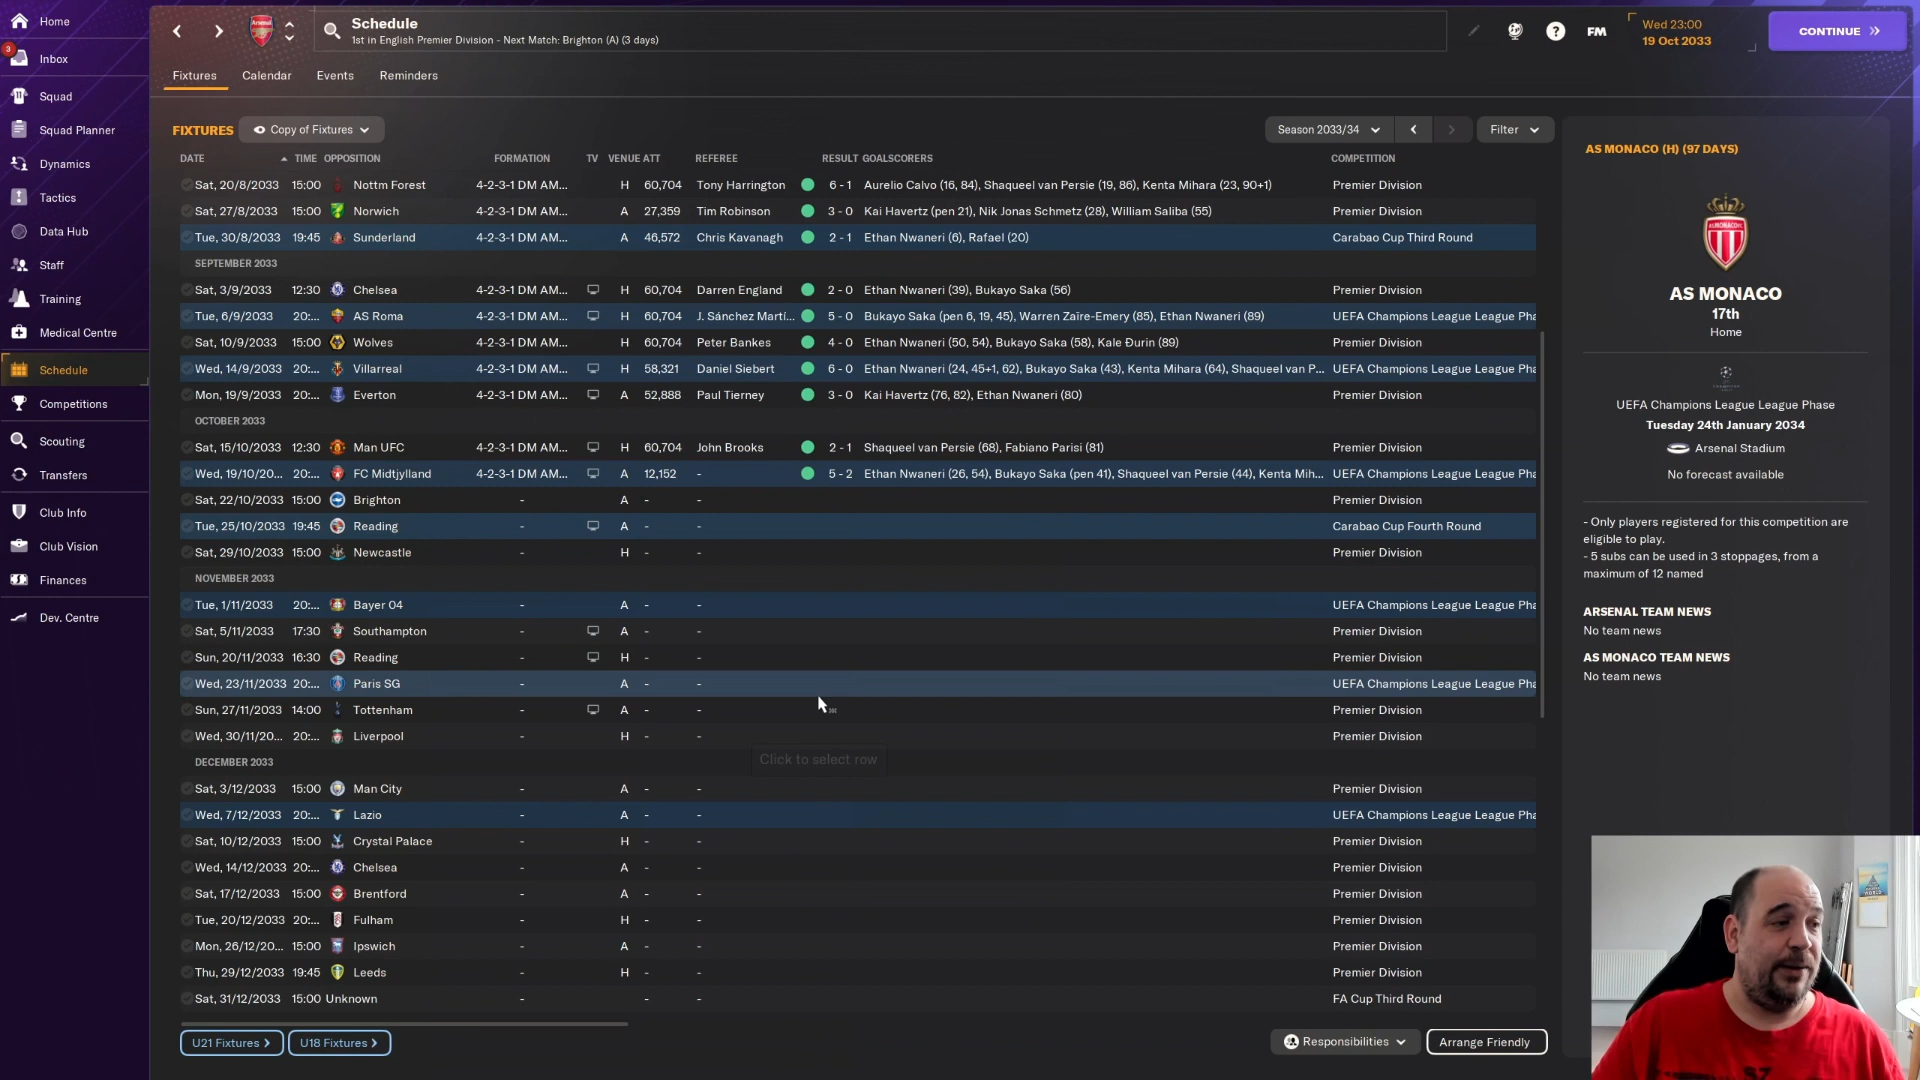 Home
3
Inbox
Squad
Squad Planner
Dynamics
Tactics
Data Hub
Staff
Training
Medical Centre
Schedule
Competitions
Scouting
Transfers
Club Info
Club Vision
Finances
Dev. Centre
Arsenal
Schedule
1st in English Premier Division - Next Match: Brighton (A) (3 days)
? FM
Wed 23:00
19 Oct 2033
CONTINUE
Fixtures Calendar Events Reminders
FIXTURES Copy of Fixtures Season 2033/34 Filter
DATE TIME OPPOSITION FORMATION TV VENUE ATT REFEREE RESULT GOALSCORERS COMPETITION
Sat, 20/8/2033 15:00 Nottm Forest 4-2-3-1 DM AM... H 60,704 Tony Harrington 6 - 1 Aurelio Calvo (16, 84), Shaqueel van Persie (19, 86), Kenta Mihara (23, 90+1) Premier Division
Sat, 27/8/2033 15:00 Norwich 4-2-3-1 DM AM... A 27,359 Tim Robinson 3 - 0 Kai Havertz (pen 21), Nik Jonas Schmetz (28), William Saliba (55) Premier Division
Tue, 30/8/2033 19:45 Sunderland 4-2-3-1 DM AM... A 46,572 Chris Kavanagh 2 - 1 Ethan Nwaneri (6), Rafael (20) Carabao Cup Third Round
SEPTEMBER 2033
Sat, 3/9/2033 12:30 Chelsea 4-2-3-1 DM AM... H 60,704 Darren England 2 - 0 Ethan Nwaneri (39), Bukayo Saka (56) Premier Division
Tue, 6/9/2033 20:... AS Roma 4-2-3-1 DM AM... H 60,704 J. Sánchez Martí... 5 - 0 Bukayo Saka (pen 6, 19, 45), Warren Zaïre-Emery (85), Ethan Nwaneri (89) UEFA Champions League League Pha
Sat, 10/9/2033 15:00 Wolves 4-2-3-1 DM AM... H 60,704 Peter Bankes 4 - 0 Ethan Nwaneri (50, 54), Bukayo Saka (58), Kale Đurin (89) Premier Division
Wed, 14/9/2033 20:... Villarreal 4-2-3-1 DM AM... H 58,321 Daniel Siebert 6 - 0 Ethan Nwaneri (24, 45+1, 62), Bukayo Saka (43), Kenta Mihara (64), Shaqueel van P... UEFA Champions League League Pha
Mon, 19/9/2033 20:... Everton 4-2-3-1 DM AM... A 52,888 Paul Tierney 3 - 0 Kai Havertz (76, 82), Ethan Nwaneri (80) Premier Division
OCTOBER 2033
Sat, 15/10/2033 12:30 Man UFC 4-2-3-1 DM AM... H 60,704 John Brooks 2 - 1 Shaqueel van Persie (68), Fabiano Parisi (81) Premier Division
Wed, 19/10/20... 20:... FC Midtjylland 4-2-3-1 DM AM... A 12,152 - 5 - 2 Ethan Nwaneri (26, 54), Bukayo Saka (pen 41), Shaqueel van Persie (44), Kenta Mih... UEFA Champions League League Pha
Sat, 22/10/2033 15:00 Brighton - A - - Premier Division
Tue, 25/10/2033 19:45 Reading - A - - Carabao Cup Fourth Round
Sat, 29/10/2033 15:00 Newcastle - H - - Premier Division
NOVEMBER 2033
Tue, 1/11/2033 20:... Bayer 04 - A - - UEFA Champions League League Pha
Sat, 5/11/2033 17:30 Southampton - A - - Premier Division
Sun, 20/11/2033 16:30 Reading - H - - Premier Division
Wed, 23/11/2033 20:... Paris SG - A - - UEFA Champions League League Pha
Sun, 27/11/2033 14:00 Tottenham - A - - Premier Division
Wed, 30/11/20... 20:... Liverpool - H - - Premier Division
Click to select row
DECEMBER 2033
Sat, 3/12/2033 15:00 Man City - A - - Premier Division
Wed, 7/12/2033 20:... Lazio - A - - UEFA Champions League League Pha
Sat, 10/12/2033 15:00 Crystal Palace - H - - Premier Division
Wed, 14/12/2033 20:... Chelsea - A - - Premier Division
Sat, 17/12/2033 15:00 Brentford - A - - Premier Division
Tue, 20/12/2033 20:... Fulham - H - - Premier Division
Mon, 26/12/20... 15:00 Ipswich - A - - Premier Division
Thu, 29/12/2033 19:45 Leeds - H - - Premier Division
Sat, 31/12/2033 15:00 Unknown - - - FA Cup Third Round
U21 Fixtures U18 Fixtures Responsibilities Arrange Friendly
AS MONACO (H) (97 DAYS)
AS MONACO
17th
Home
UEFA Champions League League Phase
Tuesday 24th January 2034
Arsenal Stadium
No forecast available
- Only players registered for this competition are
eligible to play.
- 5 subs can be used in 3 stoppages, from a
maximum of 12 named
ARSENAL TEAM NEWS
No team news
AS MONACO TEAM NEWS
No team news